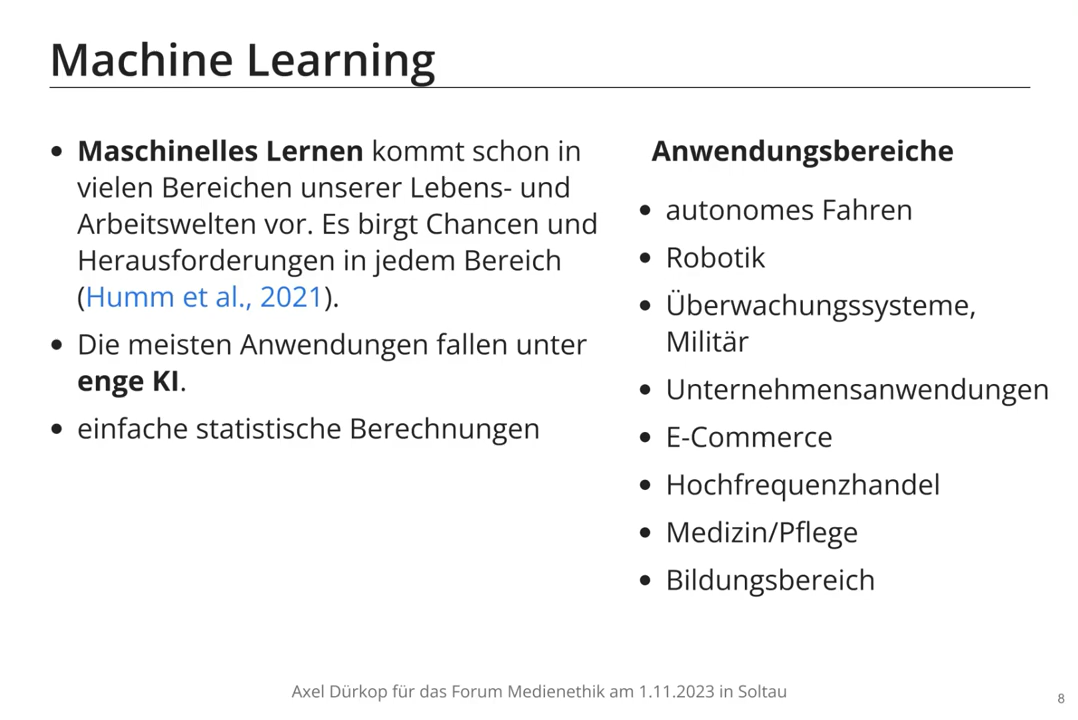 Machine Learning
• Maschinelles Lernen kommt schon in
vielen Bereichen unserer Lebens- und
Arbeitswelten vor. Es birgt Chancen und
Herausforderungen in jedem Bereich
(Humm et al., 2021).
• Die meisten Anwendungen fallen unter
enge KI.
• einfache statistische Berechnungen
Anwendungsbereiche
• autonomes Fahren
• Robotik
• Überwachungssysteme,
Militär
• Unternehmensanwendungen
• E-Commerce
• Hochfrequenzhandel
• Medizin/Pflege
• Bildungsbereich
Axel Dürkop für das Forum Medienethik am 1.11.2023 in Soltau
8